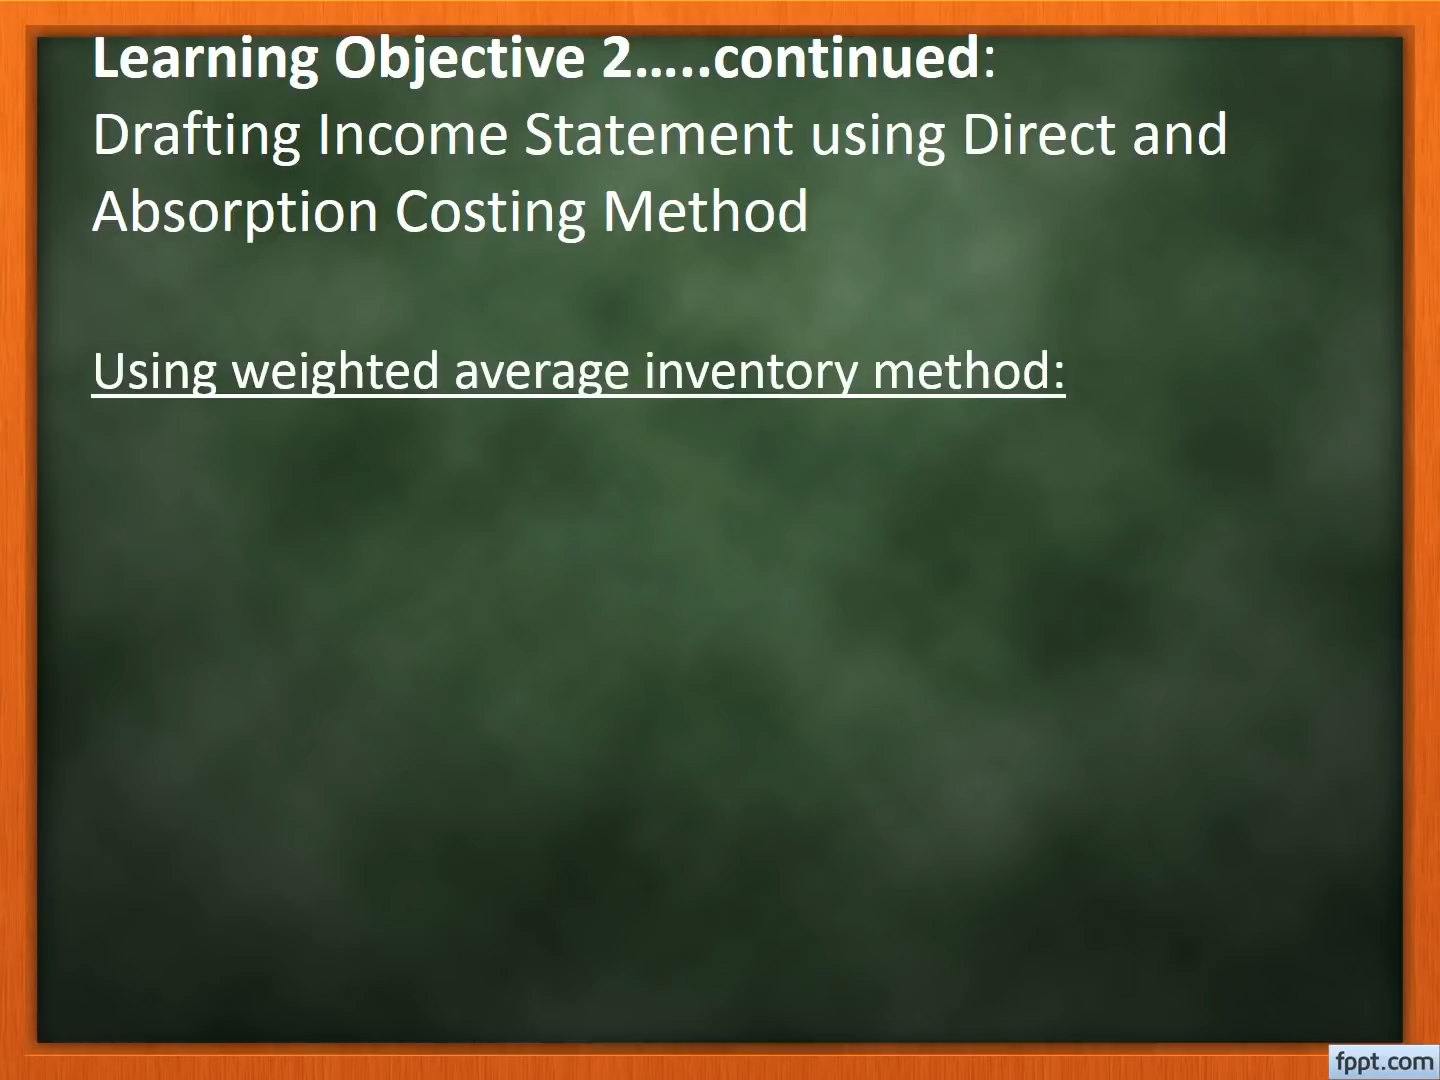 Learning Objective 2…..continued:
Drafting Income Statement using Direct and
Absorption Costing Method
Using weighted average inventory method:
fppt.com